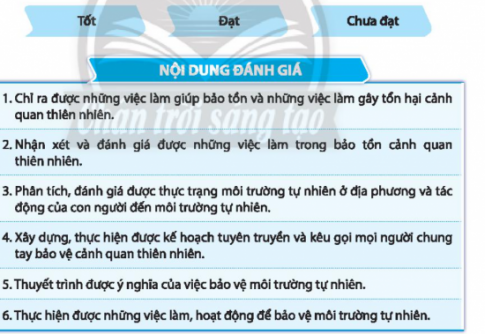 Tốt
Đạt
Chưa đạt
NỘI DUNG ĐÁNH GIÁ
1. Chỉ ra được những việc làm giúp bảo tồn và những việc làm gây tổn hại cảnh
quan thiên nhiên.
2. Nhận xét và đánh giá được những việc làm trong bảo tồn cảnh quan
thiên nhiên.
3. Phân tích, đánh giá được thực trạng môi trường tự nhiên ở địa phương và tác
động của con người đến môi trường tự nhiên.
4. Xây dựng, thực hiện được kế hoạch tuyên truyền và kêu gọi mọi người chung
tay bảo vệ cảnh quan thiên nhiên.
5. Thuyết trình được ý nghĩa của việc bảo vệ môi trường tự nhiên.
6. Thực hiện được những việc làm, hoạt động để bảo vệ môi trường tự nhiên.
Chân trời sáng tạo